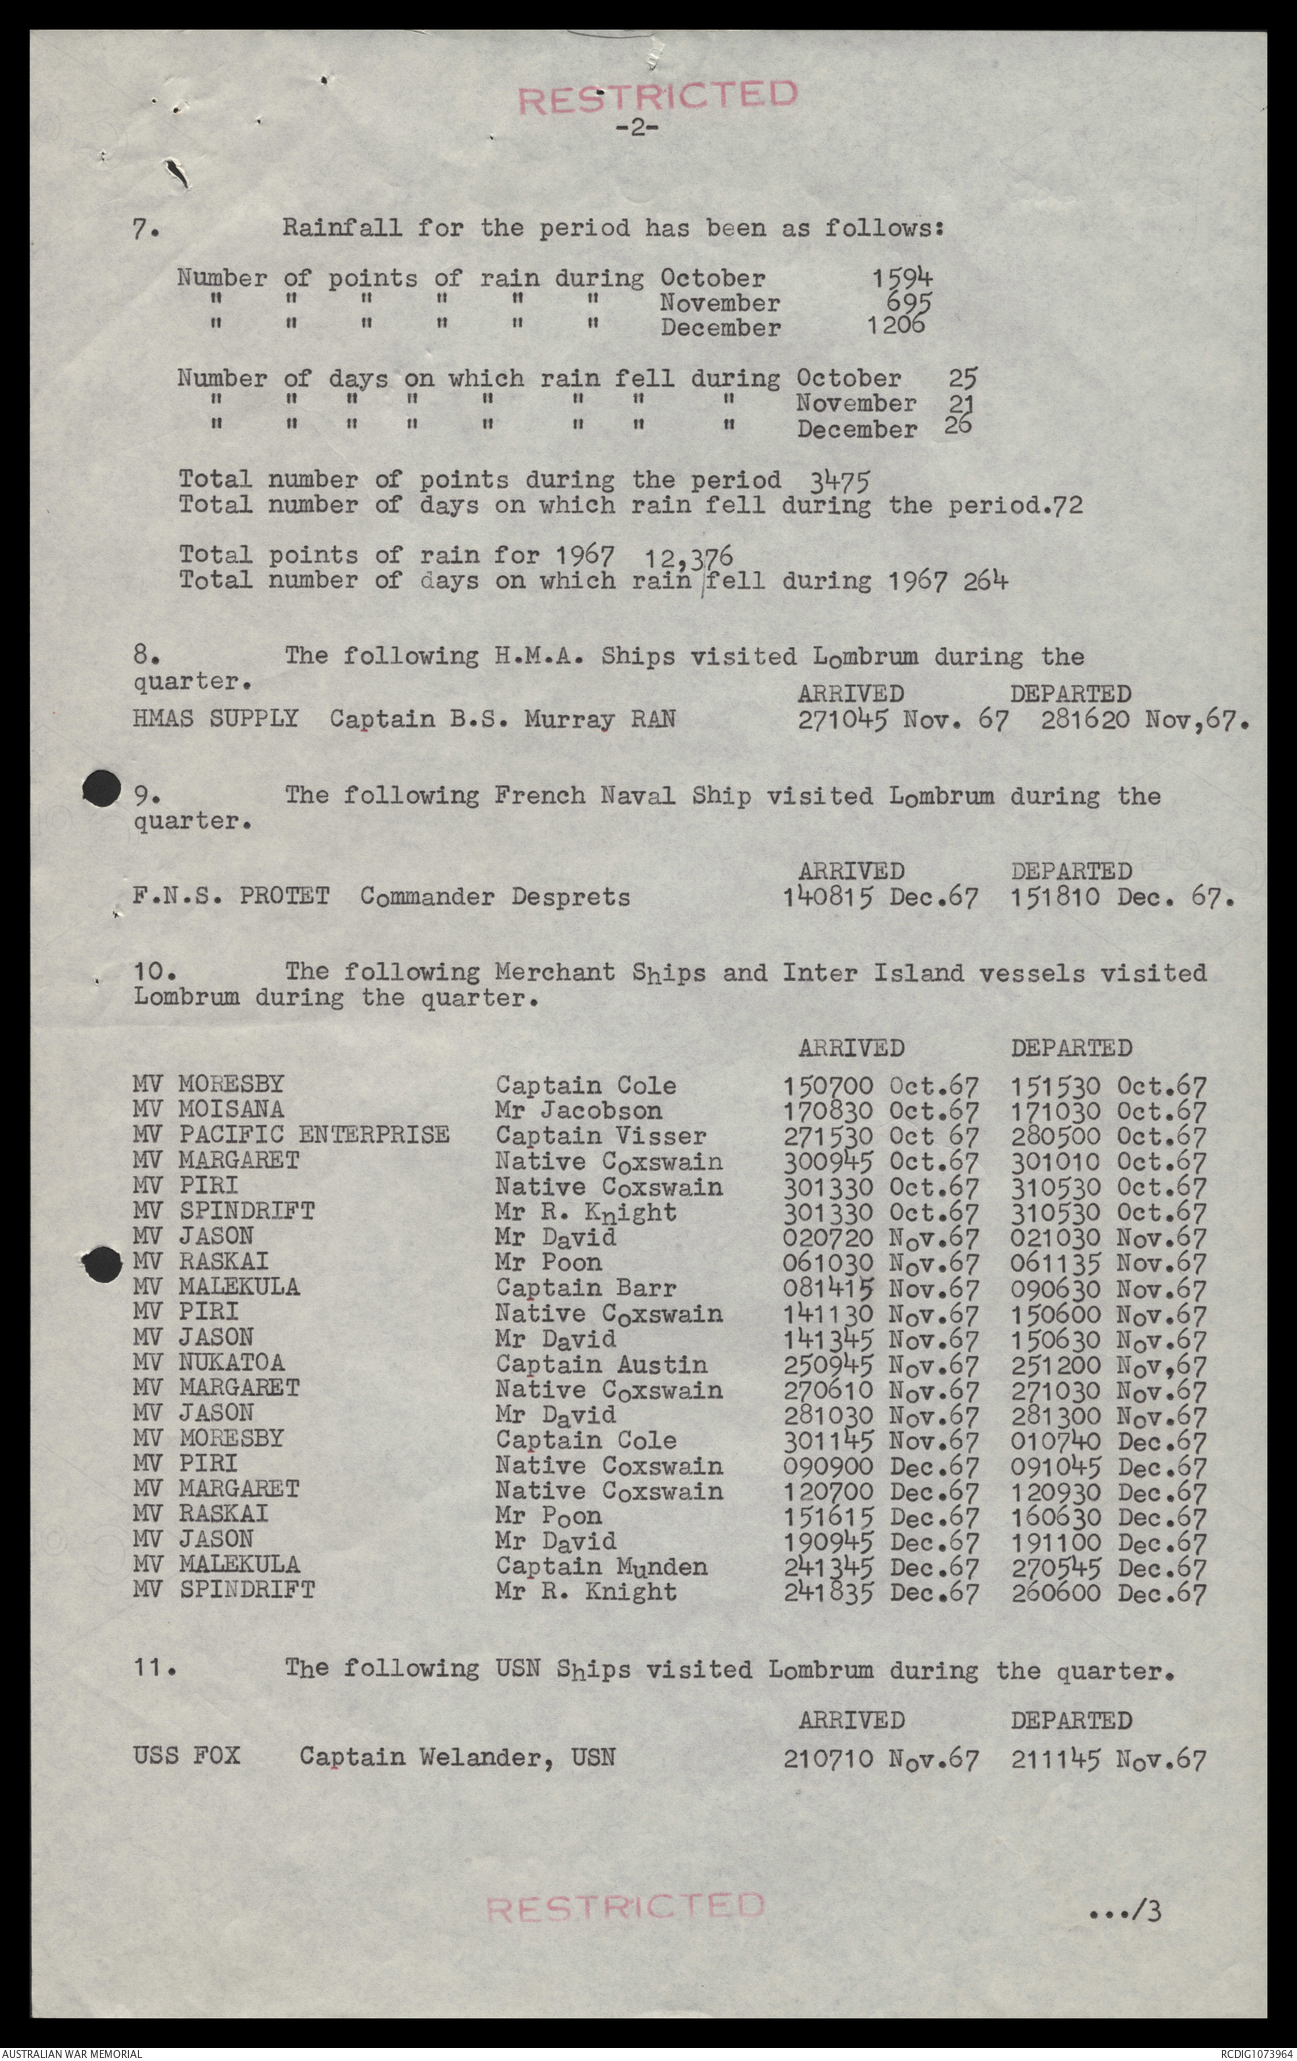 RESTRICTED
-2-
7. Rainfall for the period has been as follows:
Number of points of rain during October 1594
" " " " " " November 695
" " " " " " December 1206
Number of days on which rain fell during October 25
" " " " " " " " November 21
" " " " " " " " December 26
Total number of points during the period 3475
Total number of days on which rain fell during the period.72
Total points of rain for 1967 12,376
Total number of days on which rain fell during 1967 264
8. The following H.M.A. Ships visited Lombrum during the
quarter.
ARRIVED DEPARTED
HMAS SUPPLY Captain B.S. Murray RAN 271045 Nov. 67 281620 Nov,67.
9. The following French Naval Ship visited Lombrum during the
quarter.
ARRIVED DEPARTED
F.N.S. PROTET Commander Desprets 140815 Dec.67 151810 Dec. 67.
10. The following Merchant Ships and Inter Island vessels visited
Lombrum during the quarter.
ARRIVED DEPARTED
MV MORESBY Captain Cole 150700 Oct.67 151530 Oct.67
MV MOISANA Mr Jacobson 170830 Oct.67 171030 Oct.67
MV PACIFIC ENTERPRISE Captain Visser 271530 Oct 67 280500 Oct.67
MV MARGARET Native Coxswain 300945 Oct.67 301010 Oct.67
MV PIRI Native Coxswain 301330 Oct.67 310530 Oct.67
MV SPINDRIFT Mr R. Knight 301330 Oct.67 310530 Oct.67
MV JASON Mr David 020720 Nov.67 021030 Nov.67
MV RASKAI Mr Poon 061030 Nov.67 061135 Nov.67
MV MALEKULA Captain Barr 081415 Nov.67 090630 Nov.67
MV PIRI Native Coxswain 141130 Nov.67 150600 Nov.67
MV JASON Mr David 141345 Nov.67 150630 Nov.67
MV NUKATOA Captain Austin 250945 Nov.67 251200 Nov,67
MV MARGARET Native Coxswain 270610 Nov.67 271030 Nov.67
MV JASON Mr David 281030 Nov.67 281300 Nov.67
MV MORESBY Captain Cole 301145 Nov.67 010740 Dec.67
MV PIRI Native Coxswain 090900 Dec.67 091045 Dec.67
MV MARGARET Native Coxswain 120700 Dec.67 120930 Dec.67
MV RASKAI Mr Poon 151615 Dec.67 160630 Dec.67
MV JASON Mr David 190945 Dec.67 191100 Dec.67
MV MALEKULA Captain Munden 241345 Dec.67 270545 Dec.67
MV SPINDRIFT Mr R. Knight 241835 Dec.67 260600 Dec.67
11. The following USN Ships visited Lombrum during the quarter.
ARRIVED DEPARTED
USS FOX Captain Welander, USN 210710 Nov.67 211145 Nov.67
RESTRICTED
.../3
AUSTRALIAN WAR MEMORIAL
RCDIG1073964